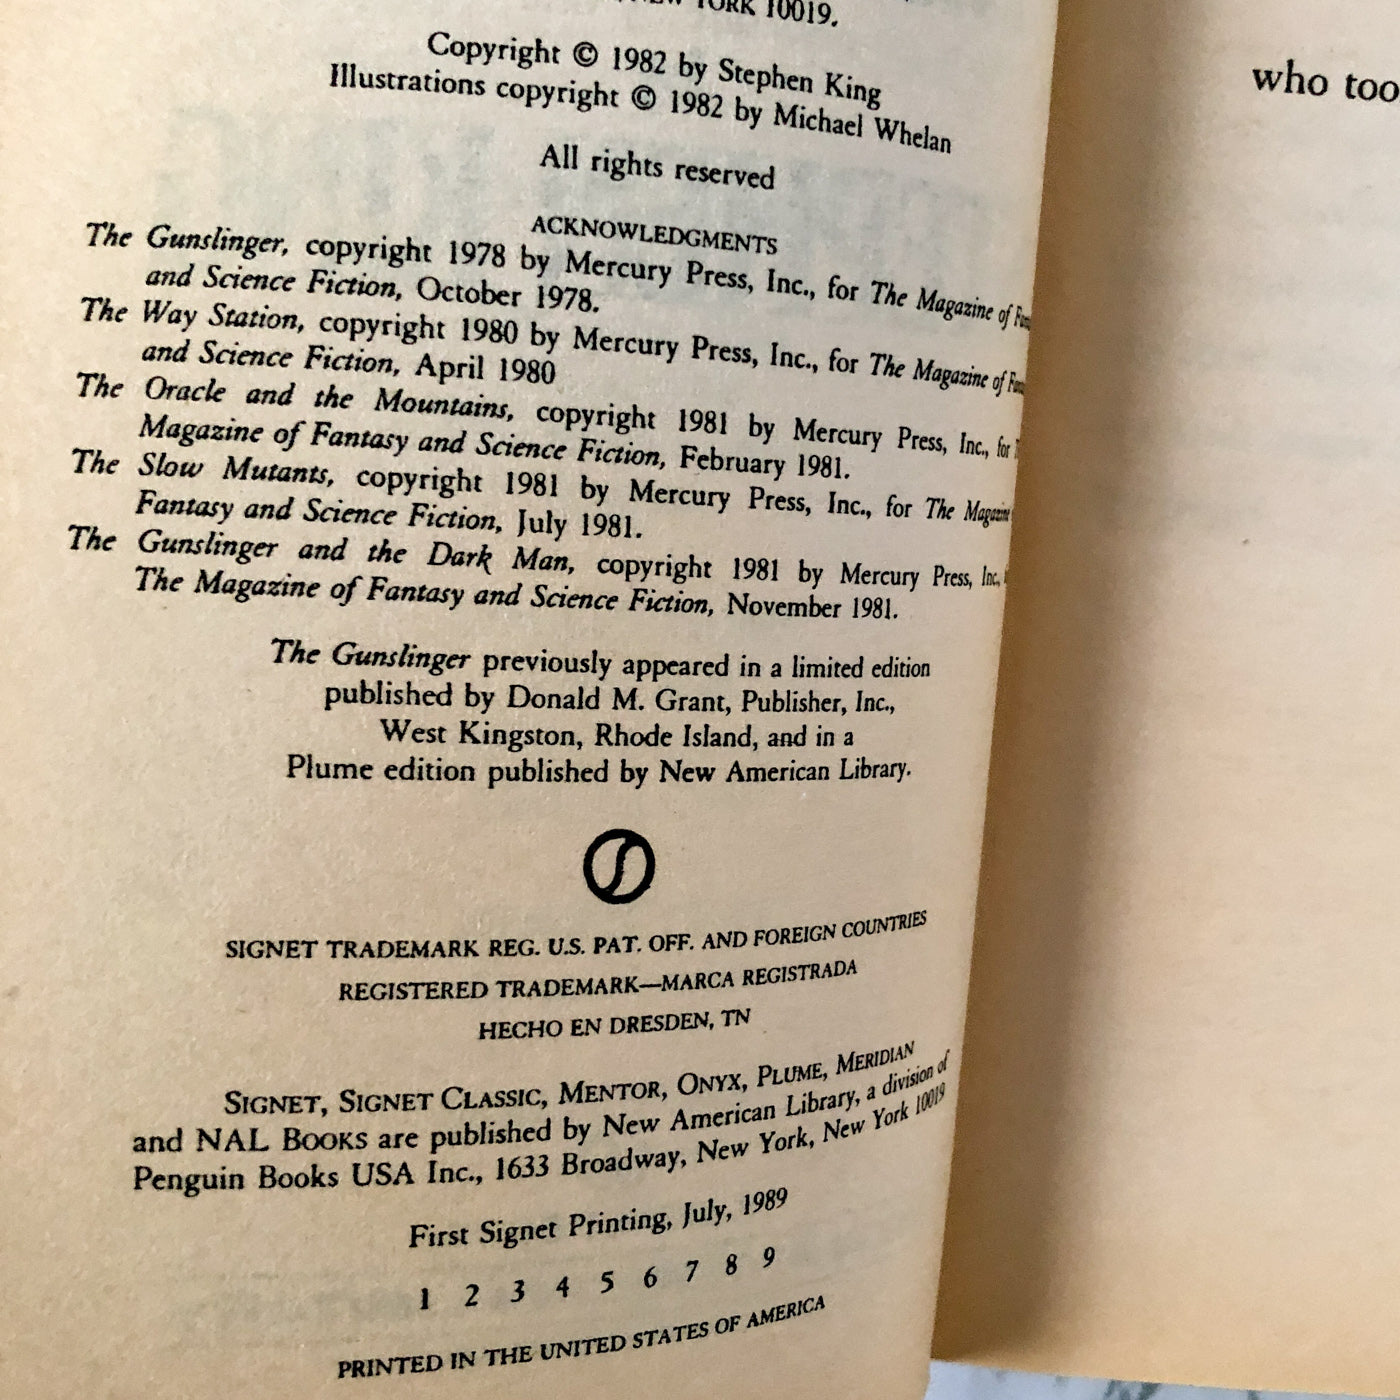 NEW YORK 10019.
Copyright © 1982 by Stephen King
Illustrations copyright © 1982 by Michael Whelan
All rights reserved
ACKNOWLEDGMENTS
The Gunslinger, copyright 1978 by Mercury Press, Inc., for The Magazine of
and Science Fiction, October 1978.
The Way Station, copyright 1980 by Mercury Press, Inc., for The Magazine of
and Science Fiction, April 1980
The Oracle and the Mountains, copyright 1981 by Mercury Press, Inc., for
Magazine of Fantasy and Science Fiction, February 1981.
The Slow Mutants, copyright 1981 by Mercury Press, Inc., for The Magazine
Fantasy and Science Fiction, July 1981.
The Gunslinger and the Dark Man, copyright 1981 by Mercury Press, Inc.,
The Magazine of Fantasy and Science Fiction, November 1981.
The Gunslinger previously appeared in a limited edition
published by Donald M. Grant, Publisher, Inc.,
West Kingston, Rhode Island, and in a
Plume edition published by New American Library.
SIGNET TRADEMARK REG. U.S. PAT. OFF. AND FOREIGN COUNTRIES
REGISTERED TRADEMARK—MARCA REGISTRADA
HECHO EN DRESDEN, TN
SIGNET, SIGNET CLASSIC, MENTOR, ONYX, PLUME, MERIDIAN
and NAL BOOKS are published by New American Library, a division of
Penguin Books USA Inc., 1633 Broadway, New York, New York 10019
First Signet Printing, July, 1989
1 2 3 4 5 6 7 8 9
PRINTED IN THE UNITED STATES OF AMERICA
who too